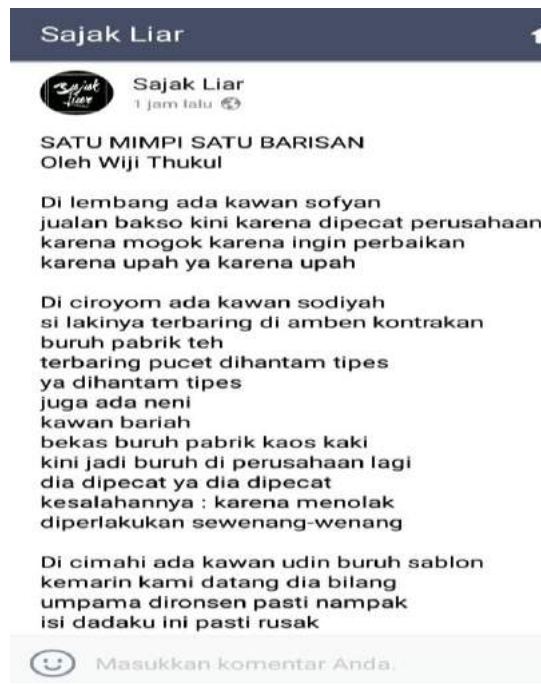 Sajak Liar
Sajak liar
Sajak Liar
1 jam lalu
SATU MIMPI SATU BARISAN
Oleh Wiji Thukul
Di lembang ada kawan sofyan
jualan bakso kini karena dipecat perusahaan
karena mogok karena ingin perbaikan
karena upah ya karena upah
Di ciroyom ada kawan sodiyah
si lakinya terbaring di amben kontrakan
buruh pabrik teh
terbaring pucet dihantam tipes
ya dihantam tipes
juga ada neni
kawan bariah
bekas buruh pabrik kaos kaki
kini jadi buruh di perusahaan lagi
dia dipecat ya dia dipecat
kesalahannya : karena menolak
diperlakukan sewenang-wenang
Di cimahi ada kawan udin buruh sablon
kemarin kami datang dia bilang
umpama dironsen pasti nampak
isi dadaku ini pasti rusak
Masukkan komentar Anda.